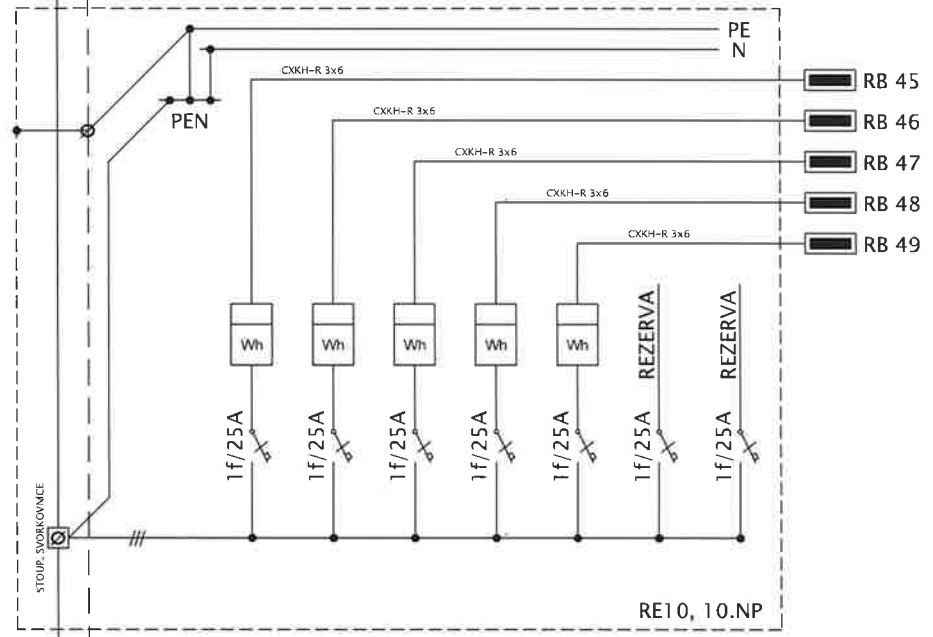 PE
N
CXKH-R 3x6
RB 45
PEN
CXKH-R 3x6
RB 46
CXKH-R 3x6
RB 47
CXKH-R 3x6
RB 48
CXKH-R 3x6
RB 49
Wh
Wh
Wh
Wh
Wh
REZERVA
REZERVA
1f/25A
1f/25A
1f/25A
1f/25A
1f/25A
1f/25A
1f/25A
STOUP. SVORKOVNICE
RE10, 10.NP